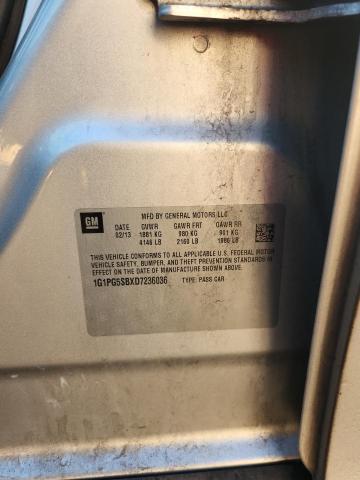 GM
MFD BY GENERAL MOTORS LLC
DATE GVWR GAWR FRT GAWR RR
02/13 1881 KG 980 KG 901 KG
4146 LB 2160 LB 1986 LB
THIS VEHICLE CONFORMS TO ALL APPLICABLE U.S. FEDERAL MOTOR
VEHICLE SAFETY, BUMPER, AND THEFT PREVENTION STANDARDS
IN EFFECT ON THE DATE OF MANUFACTURE SHOWN ABOVE.
1G1PG5SBXD7236036 TYPE: PASS CAR